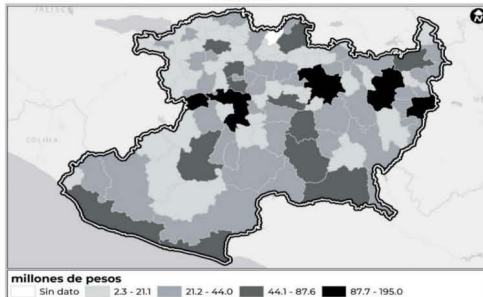 JALISCO
COLIMA
millones de pesos
Sin dato 2.3 - 21.1 21.2 - 44.0 44.1 - 87.6 87.7 - 195.0